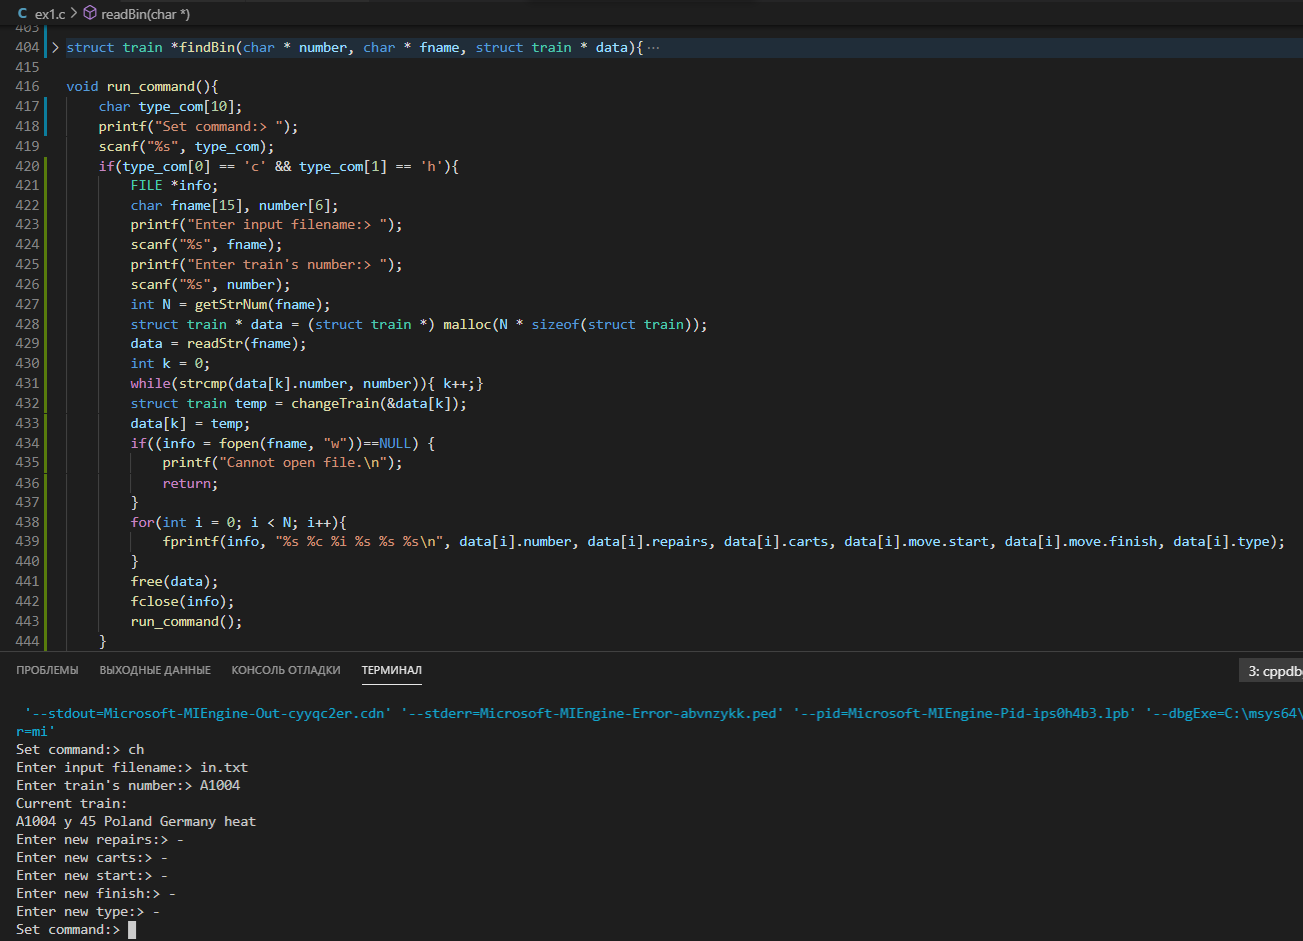 C ex1.c > readBin(char *)
403
404 > struct train *findBin(char * number, char * fname, struct train * data){ ···
415
416 void run_command(){
417 char type_com[10];
418 printf("Set command:> ");
419 scanf("%s", type_com);
420 if(type_com[0] == 'c' && type_com[1] == 'h'){
421 FILE *info;
422 char fname[15], number[6];
423 printf("Enter input filename:> ");
424 scanf("%s", fname);
425 printf("Enter train's number:> ");
426 scanf("%s", number);
427 int N = getStrNum(fname);
428 struct train * data = (struct train *) malloc(N * sizeof(struct train));
429 data = readStr(fname);
430 int k = 0;
431 while(strcmp(data[k].number, number)){ k++;}
432 struct train temp = changeTrain(&data[k]);
433 data[k] = temp;
434 if((info = fopen(fname, "w"))==NULL) {
435 printf("Cannot open file.\n");
436 return;
437 }
438 for(int i = 0; i < N; i++){
439 fprintf(info, "%s %c %i %s %s %s\n", data[i].number, data[i].repairs, data[i].carts, data[i].move.start, data[i].move.finish, data[i].type);
440 }
441 free(data);
442 fclose(info);
443 run_command();
444 }
ПРОБЛЕМЫ ВЫХОДНЫЕ ДАННЫЕ КОНСОЛЬ ОТЛАДКИ ТЕРМИНАЛ 3: cppdb
'--stdout=Microsoft-MIEngine-Out-cyyqc2er.cdn' '--stderr=Microsoft-MIEngine-Error-abvnzykk.ped' '--pid=Microsoft-MIEngine-Pid-ips0h4b3.lpb' '--dbgExe=C:\msys64\
r=mi'
Set command:> ch
Enter input filename:> in.txt
Enter train's number:> A1004
Current train:
A1004 y 45 Poland Germany heat
Enter new repairs:> -
Enter new carts:> -
Enter new start:> -
Enter new finish:> -
Enter new type:> -
Set command:>